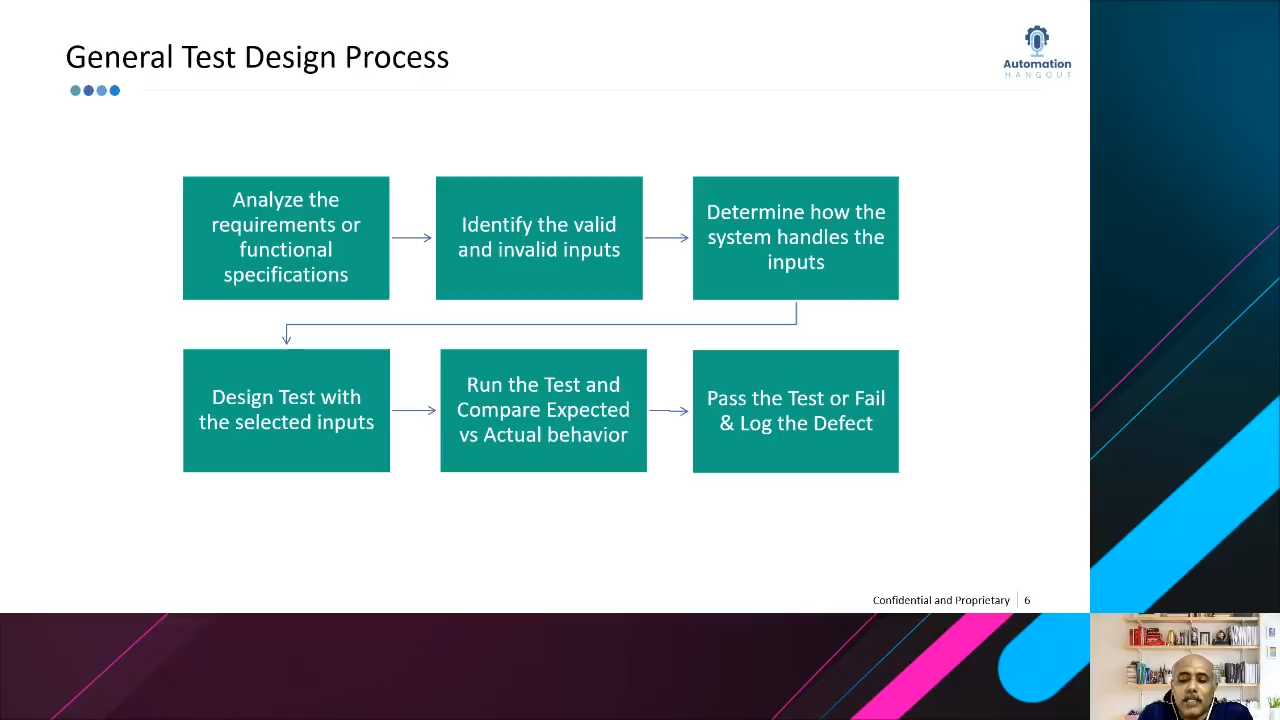 General Test Design Process
Automation
HANGOUT
Analyze the
requirements or
functional
specifications
Identify the valid
and invalid inputs
Determine how the
system handles the
inputs
Design Test with
the selected inputs
Run the Test and
Compare Expected
vs Actual behavior
Pass the Test or Fail
& Log the Defect
Confidential and Proprietary
6